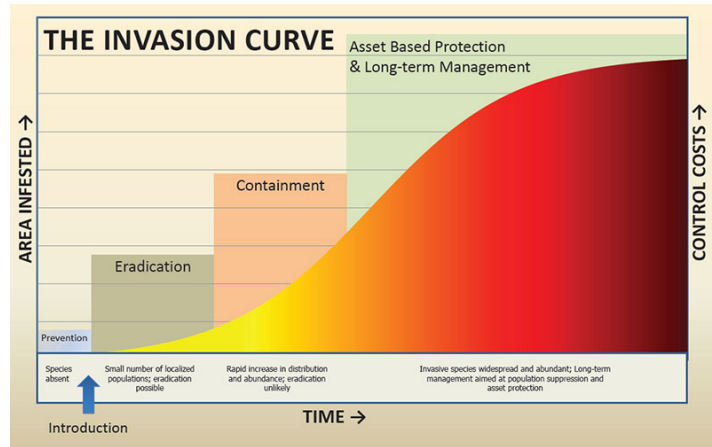 THE INVASION CURVE
Asset Based Protection
& Long-term Management
Containment
Eradication
Prevention
AREA INFESTED →
CONTROL COSTS →
Species
absent
Small number of localized
populations; eradication
possible
Rapid increase in distribution
and abundance; eradication
unlikely
Invasive species widespread and abundant; Long-term
management aimed at population suppression and
asset protection
Introduction
TIME →